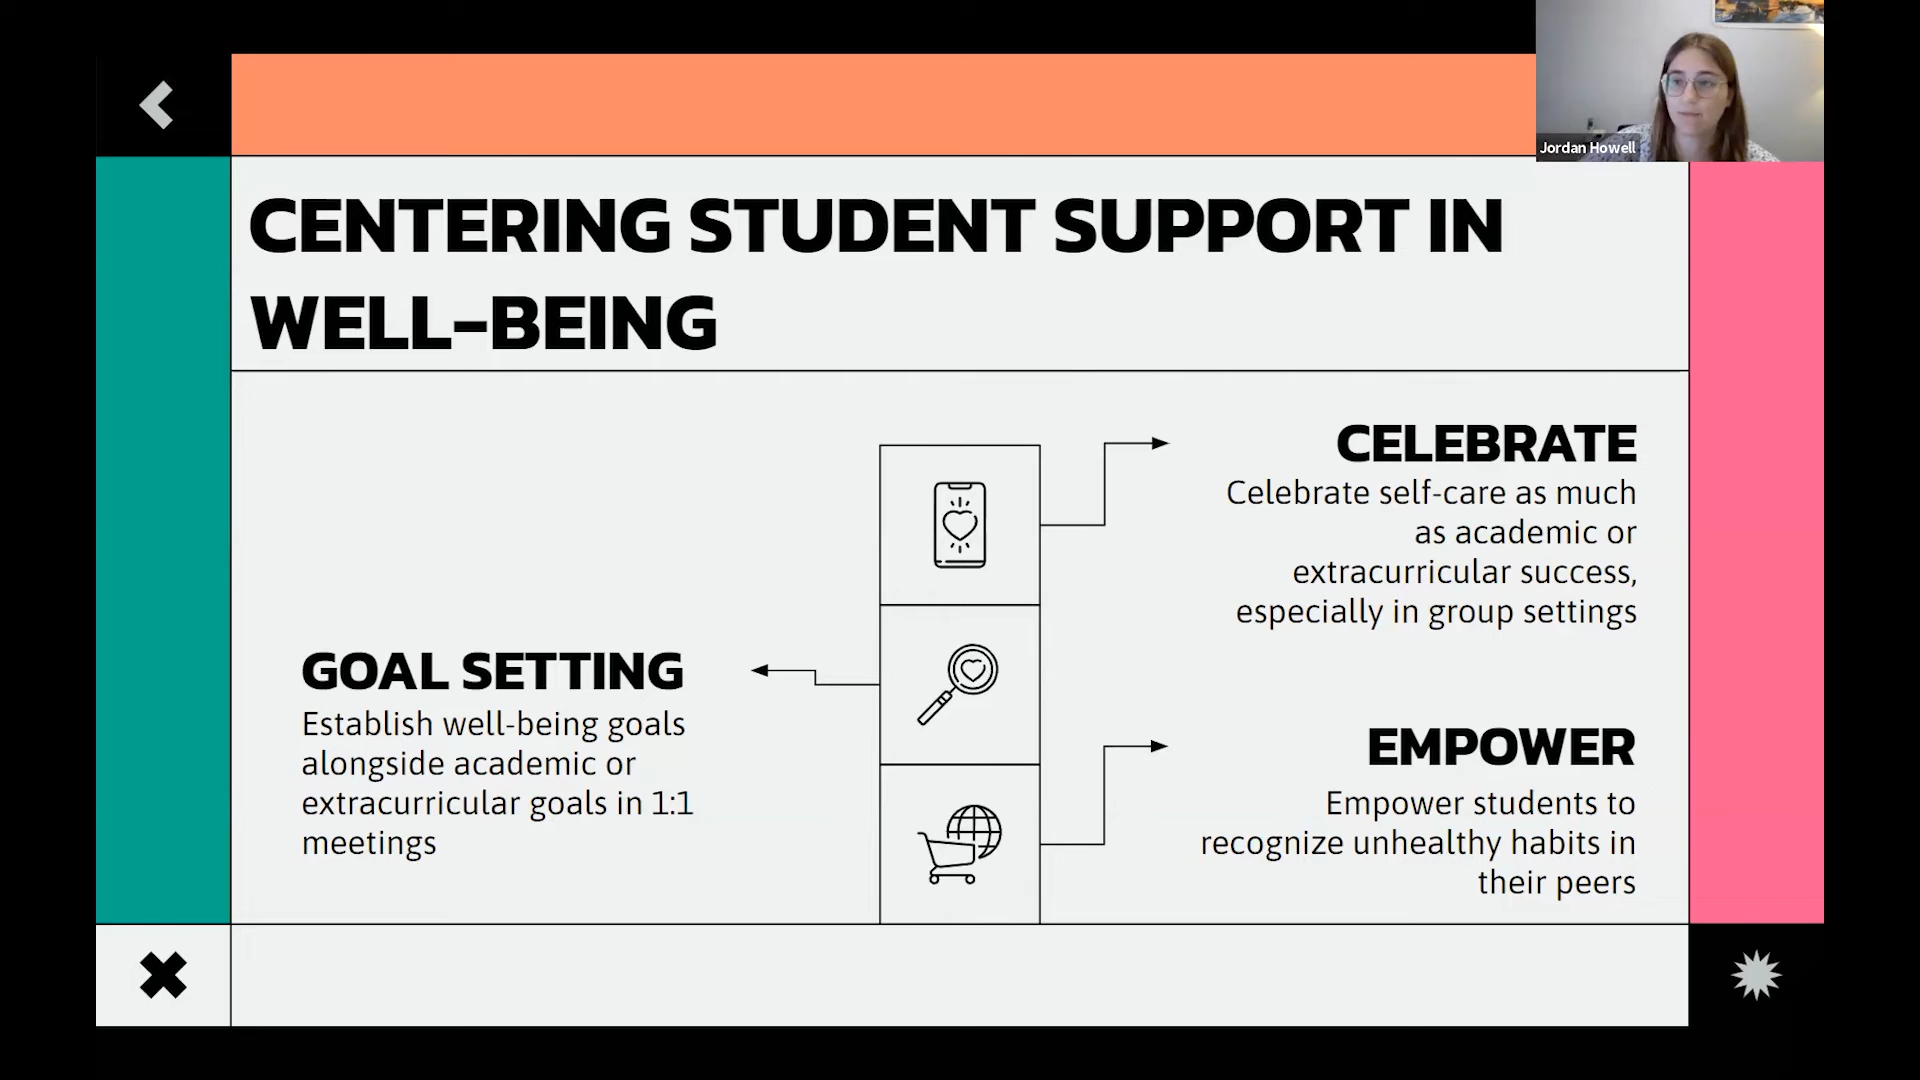 Jordan Howell
CENTERING STUDENT SUPPORT IN
WELL-BEING
CELEBRATE
Celebrate self-care as much
as academic or
extracurricular success,
especially in group settings
GOAL SETTING
Establish well-being goals
alongside academic or
extracurricular goals in 1:1
meetings
EMPOWER
Empower students to
recognize unhealthy habits in
their peers